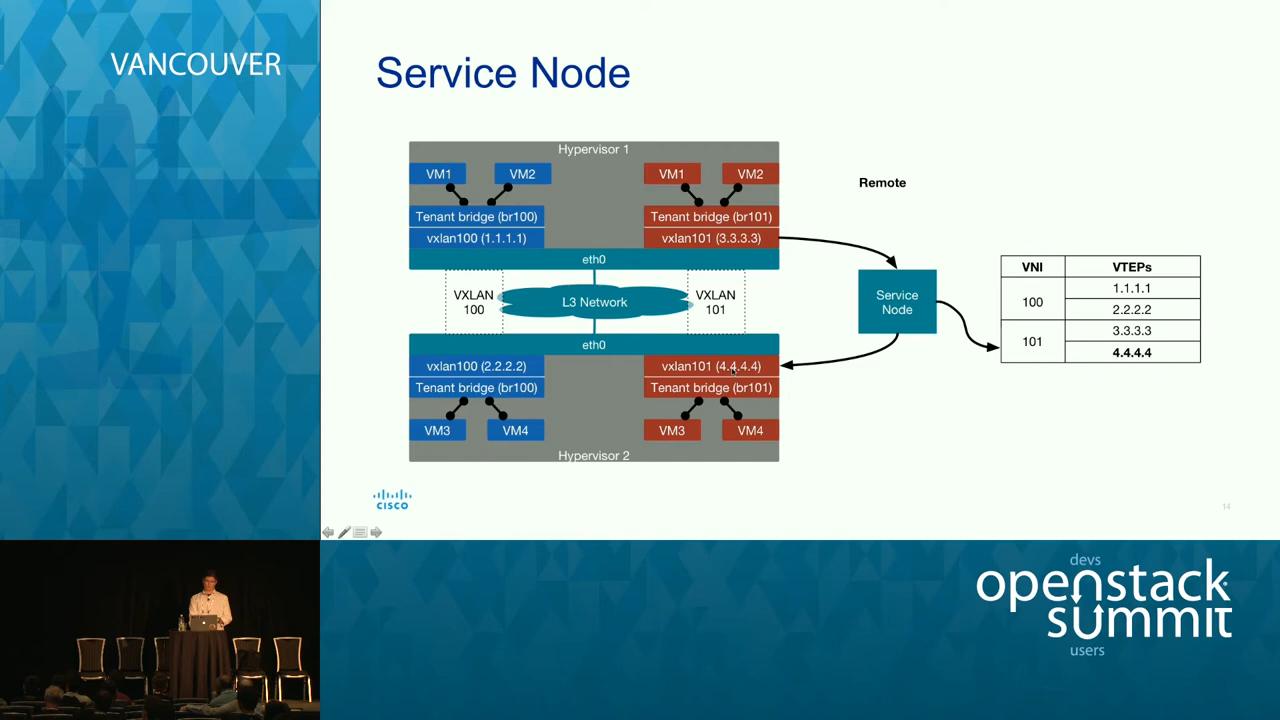 VANCOUVER
Service Node
Hypervisor 1
VM1
VM2
VM1
VM2
Tenant bridge (br100)
Tenant bridge (br101)
vxlan100 (1.1.1.1)
vxlan101 (3.3.3.3)
eth0
VXLAN
100
L3 Network
VXLAN
101
eth0
vxlan100 (2.2.2.2)
vxlan101 (4.4.4.4)
Tenant bridge (br100)
Tenant bridge (br101)
VM3
VM4
VM3
VM4
Hypervisor 2
Remote
Service
Node
VNI
VTEPs
100
1.1.1.1
2.2.2.2
101
3.3.3.3
4.4.4.4
CISCO
14
devs
openstack
summit
users